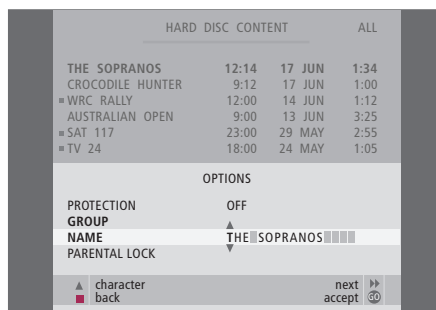 HARD DISC CONTENT ALL
THE SOPRANOS 12:14 17 JUN 1:34
CROCODILE HUNTER 9:12 17 JUN 1:00
WRC RALLY 12:00 14 JUN 1:12
AUSTRALIAN OPEN 9:00 13 JUN 3:25
SAT 117 23:00 29 MAY 2:55
TV 24 18:00 24 MAY 1:05
OPTIONS
PROTECTION OFF
GROUP
NAME THE SOPRANOS
PARENTAL LOCK
character next
back accept GO